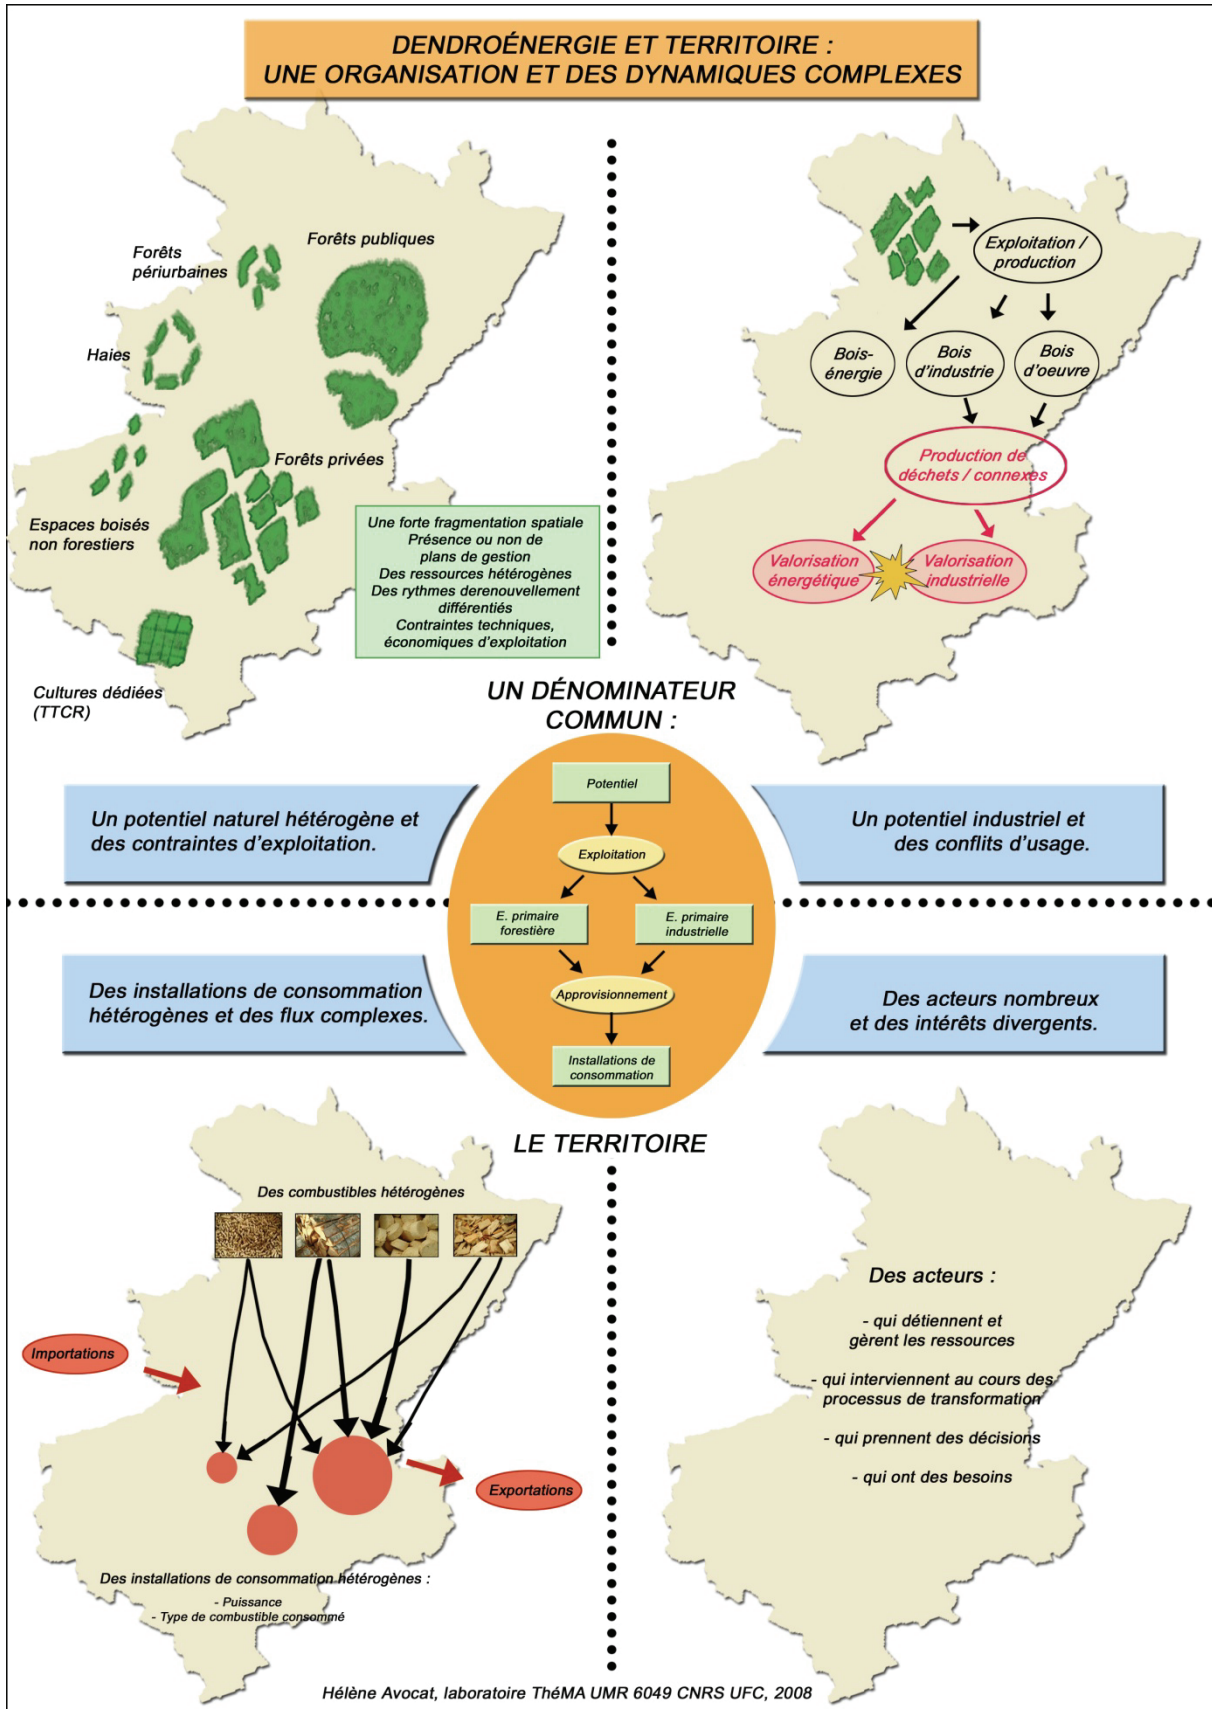 DENDROÉNERGIE ET TERRITOIRE :
UNE ORGANISATION ET DES DYNAMIQUES COMPLEXES
Forêts publiques
Forêts
périurbaines
Haies
Forêts privées
Espaces boisés
non forestiers
Cultures dédiées
(TTCR)
Une forte fragmentation spatiale
Présence ou non de
plans de gestion
Des ressources hétérogènes
Des rythmes derenouvellement
différentiés
Contraintes techniques,
économiques d'exploitation
Exploitation /
production
Bois-
énergie
Bois
d'industrie
Bois
d'oeuvre
Production de
déchets / connexes
Valorisation
énergétique
Valorisation
industrielle
UN DÉNOMINATEUR
COMMUN :
Un potentiel naturel hétérogène et
des contraintes d'exploitation.
Un potentiel industriel et
des conflits d'usage.
Potentiel
Exploitation
E. primaire
forestière
E. primaire
industrielle
Approvisionnement
Installations de
consommation
Des installations de consommation
hétérogènes et des flux complexes.
Des acteurs nombreux
et des intérêts divergents.
LE TERRITOIRE
Des combustibles hétérogènes
Importations
Exportations
Des installations de consommation hétérogènes :
- Puissance
- Type de combustible consommé
Des acteurs :
- qui détiennent et
gèrent les ressources
- qui interviennent au cours des
processus de transformation
- qui prennent des décisions
- qui ont des besoins
Hélène Avocat, laboratoire ThéMA UMR 6049 CNRS UFC, 2008